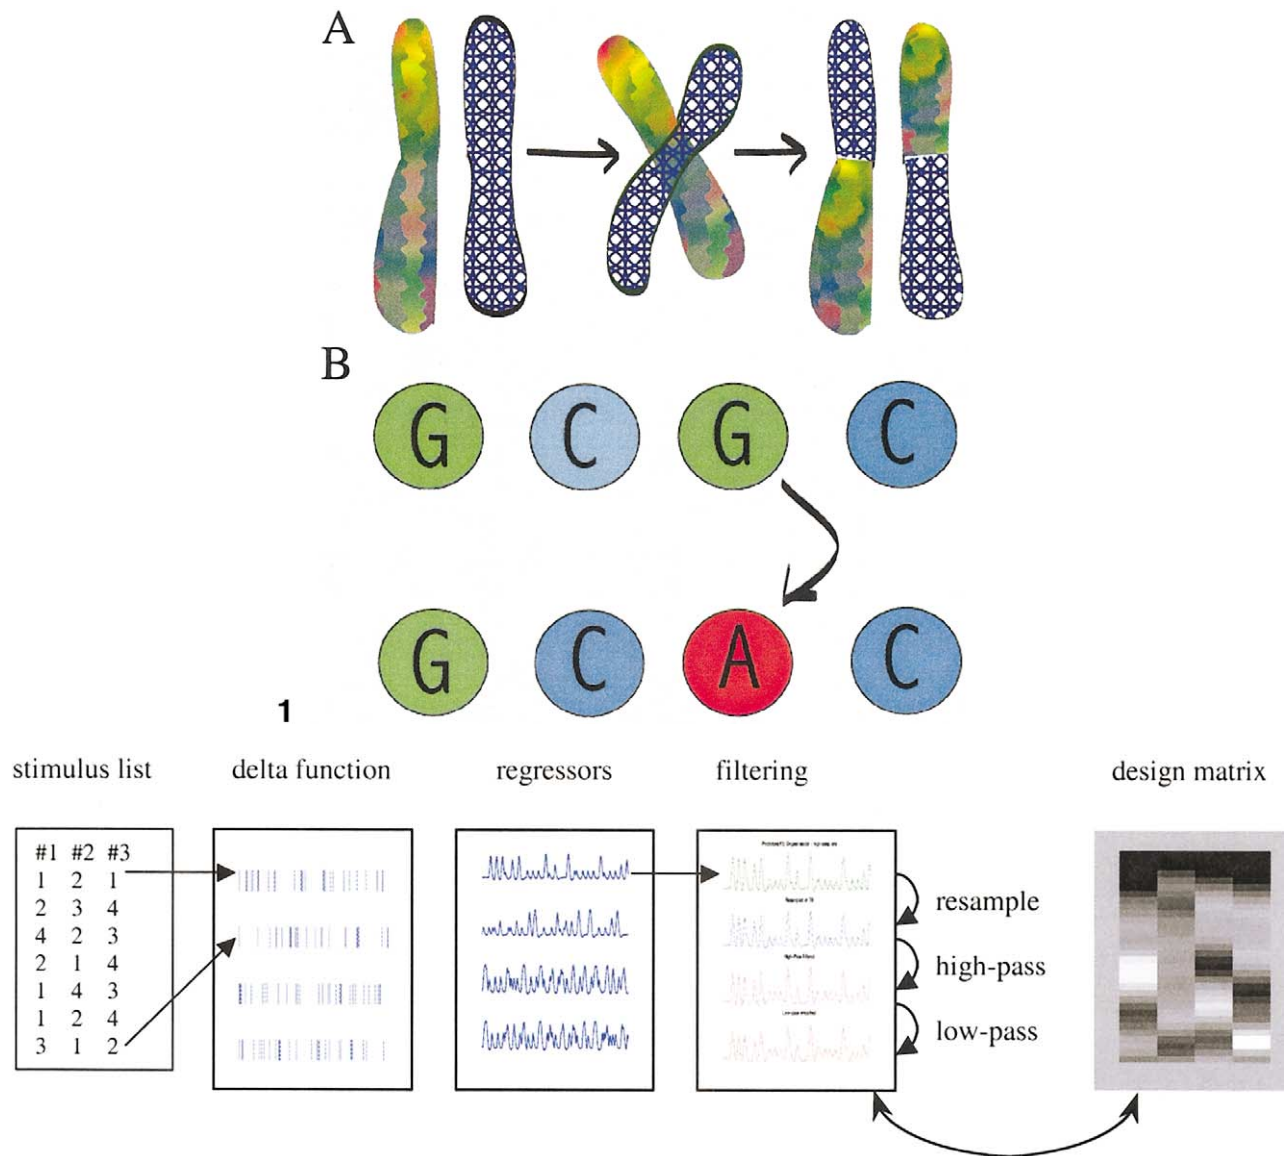 A
B
G C G C
G C A C
1
stimulus list delta function regressors filtering design matrix
#1 #2 #3
1 2 1
2 3 4
4 2 3
2 1 4
1 4 3
1 2 4
3 1 2
resample
high-pass
low-pass